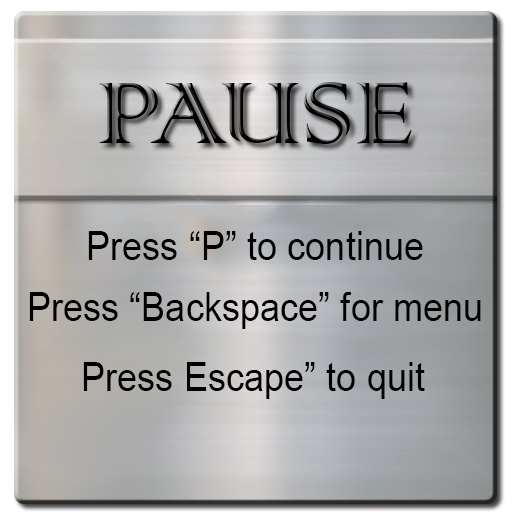 PAUSE
Press “P” to continue
Press “Backspace” for menu
Press Escape” to quit